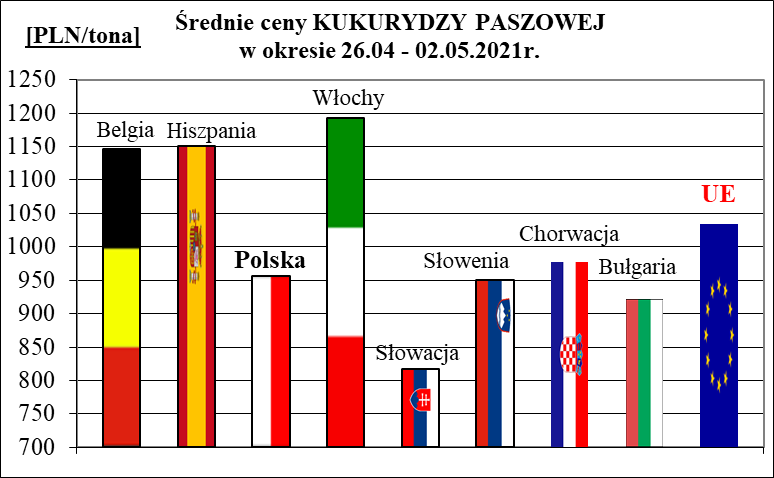 Średnie ceny KUKURYDZY PASZOWEJ
[PLN/tona]
w okresie 26.04 - 02.05.2021r.
1250
1200
1150
1100
1050
1000
950
900
850
800
750
700
Belgia
Hiszpania
Polska
Włochy
Słowacja
Słowenia
Chorwacja
Bułgaria
UE